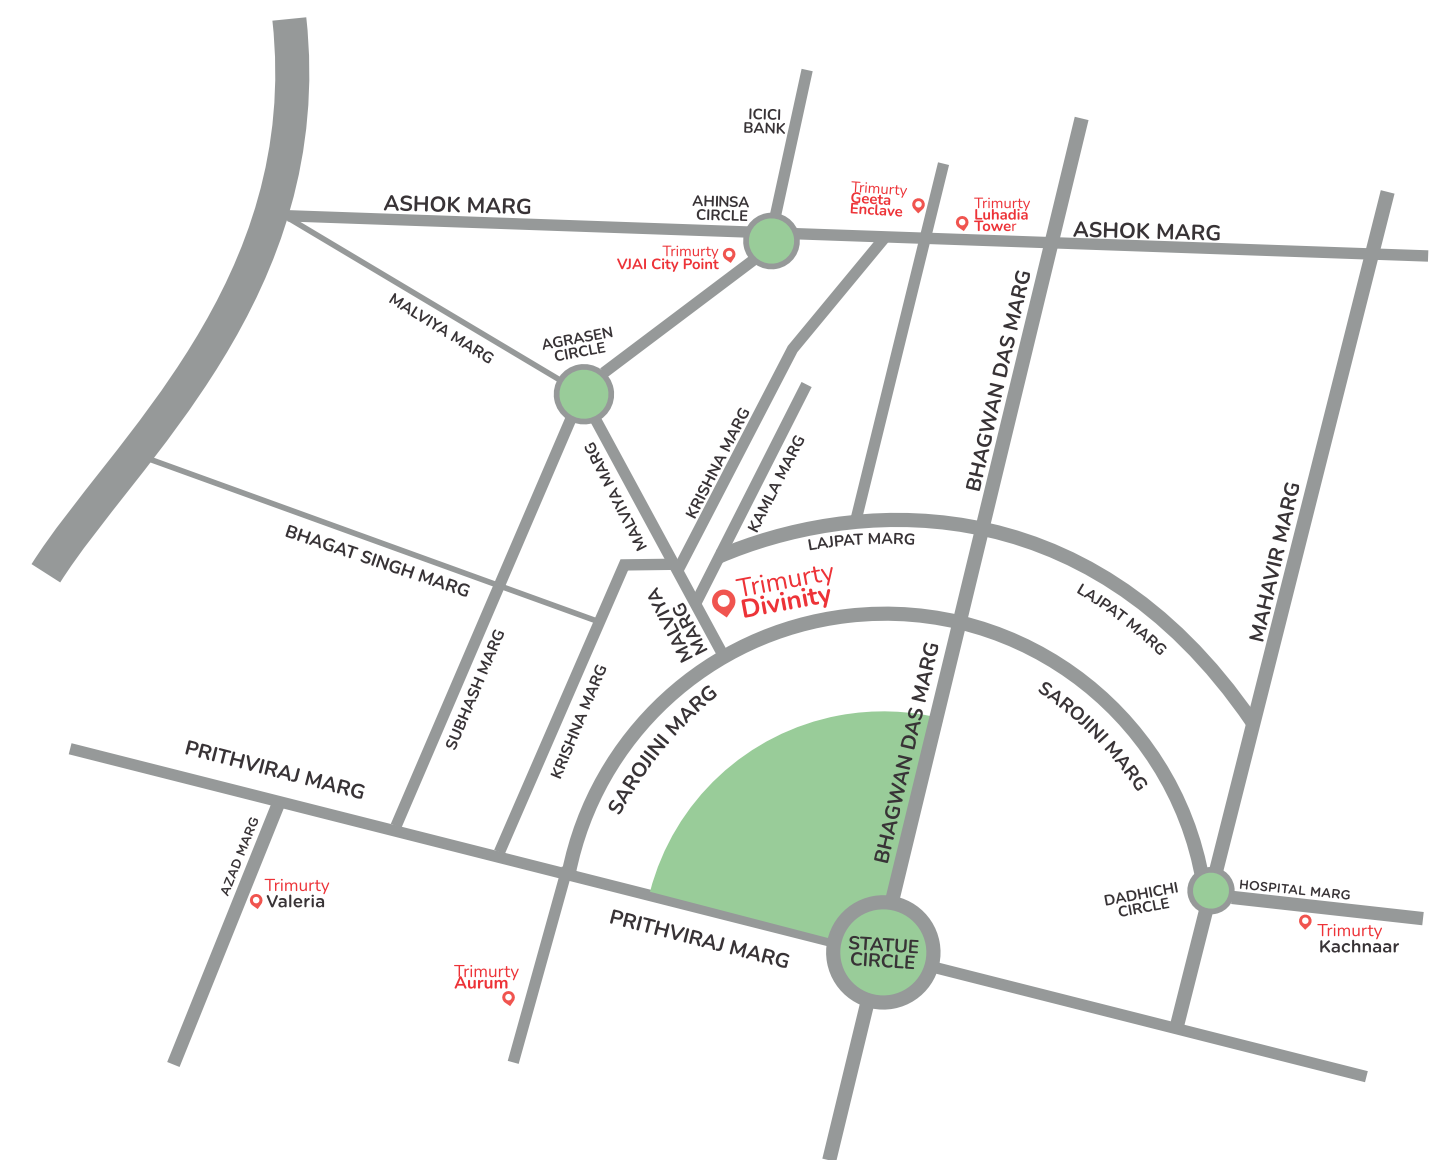 ICICI
BANK
ASHOK MARG
AHINSA
CIRCLE
Trimurty
Geeta
Enclave
Trimurty
Luhadia
Tower
ASHOK MARG
Trimurty
VJAI City Point
MALVIYA MARG
AGRASEN
CIRCLE
BHAGWAN DAS MARG
KRISHNA MARG
KAMLA MARG
MALVIYA MARG
LAJPAT MARG
MAHAVIR MARG
BHAGAT SINGH MARG
Trimurty
Divinity
MALVIYA
MARG
LAJPAT MARG
SUBHASH MARG
KRISHNA MARG
SAROJINI MARG
BHAGWAN DAS MARG
SAROJINI MARG
PRITHVIRAJ MARG
AZAD MARG
Trimurty
Valeria
DADHICHI
CIRCLE
HOSPITAL MARG
Trimurty
Kachnaar
PRITHVIRAJ MARG
STATUE
CIRCLE
Trimurty
Aurum